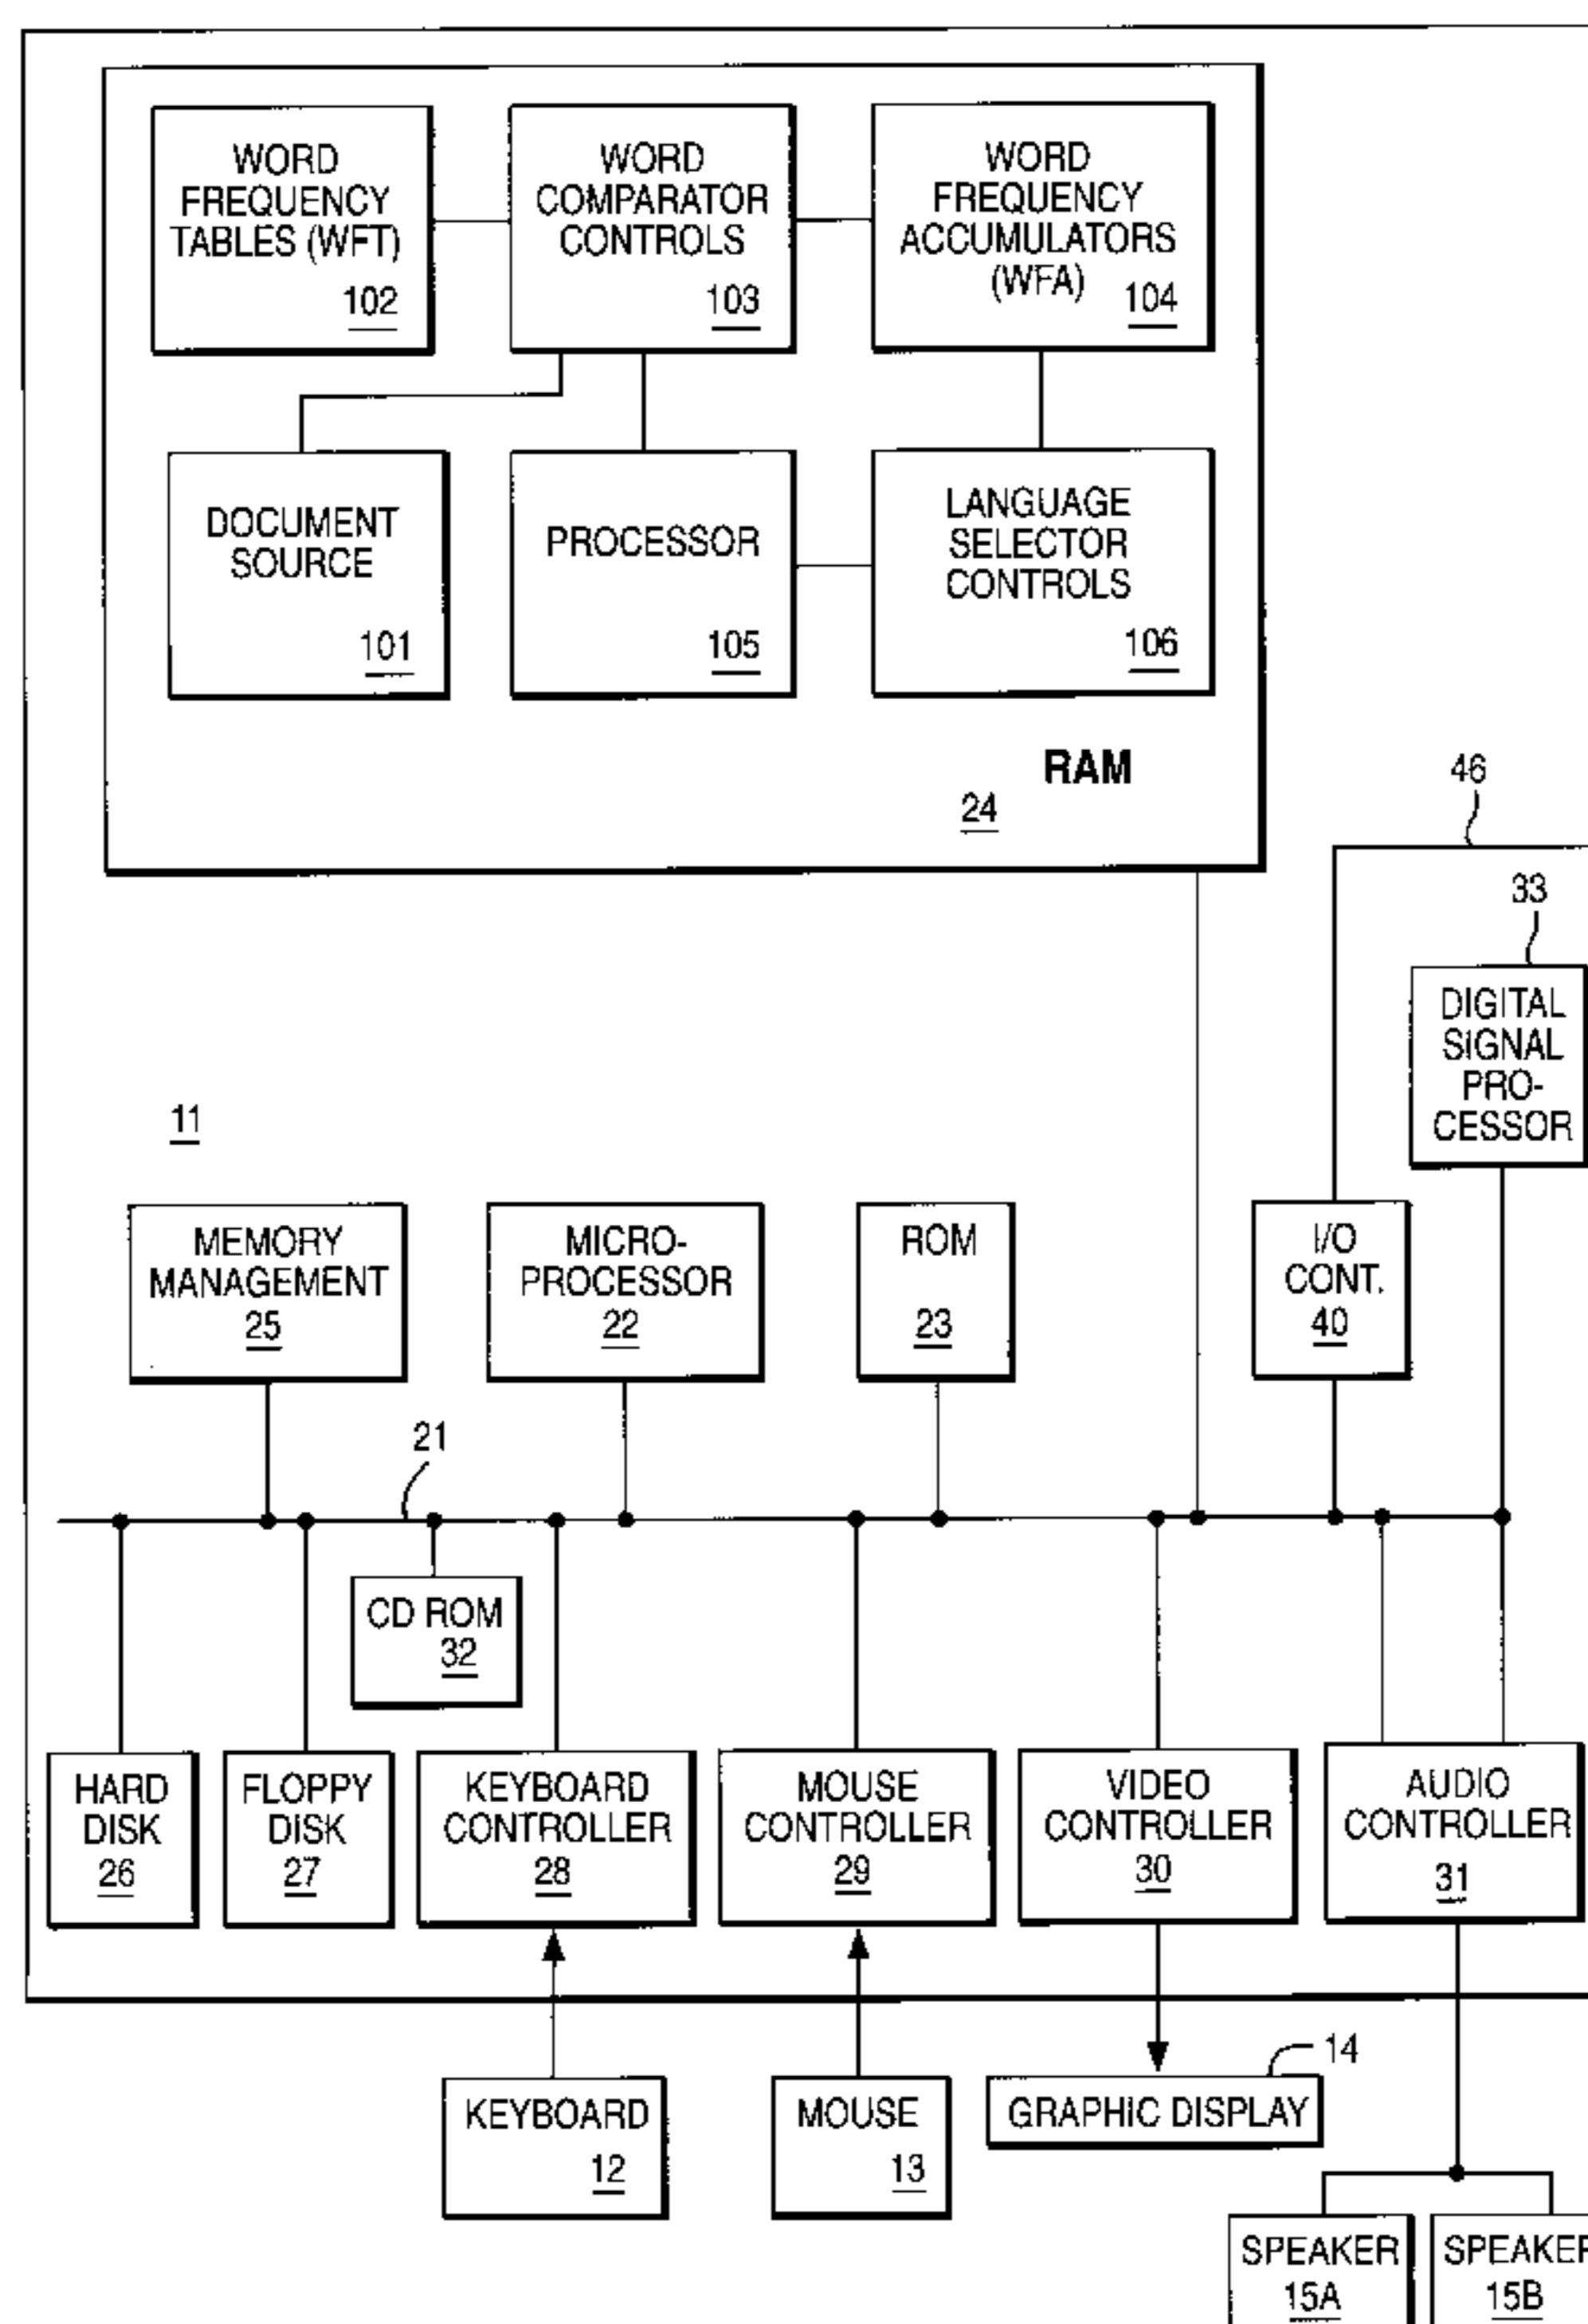 WORD
FREQUENCY
TABLES (WFT)
102
WORD
COMPARATOR
CONTROLS
103
WORD
FREQUENCY
ACCUMULATORS
(WFA)
104
DOCUMENT
SOURCE
101
PROCESSOR
105
LANGUAGE
SELECTOR
CONTROLS
106
RAM
24
46
33
DIGITAL
SIGNAL
PRO-
CESSOR
11
MEMORY
MANAGEMENT
25
MICRO-
PROCESSOR
22
ROM
23
I/O
CONT.
40
21
CD ROM
32
HARD
DISK
26
FLOPPY
DISK
27
KEYBOARD
CONTROLLER
28
MOUSE
CONTROLLER
29
VIDEO
CONTROLLER
30
AUDIO
CONTROLLER
31
KEYBOARD
12
MOUSE
13
14
GRAPHIC DISPLAY
SPEAKER
15A
SPEAKER
15B